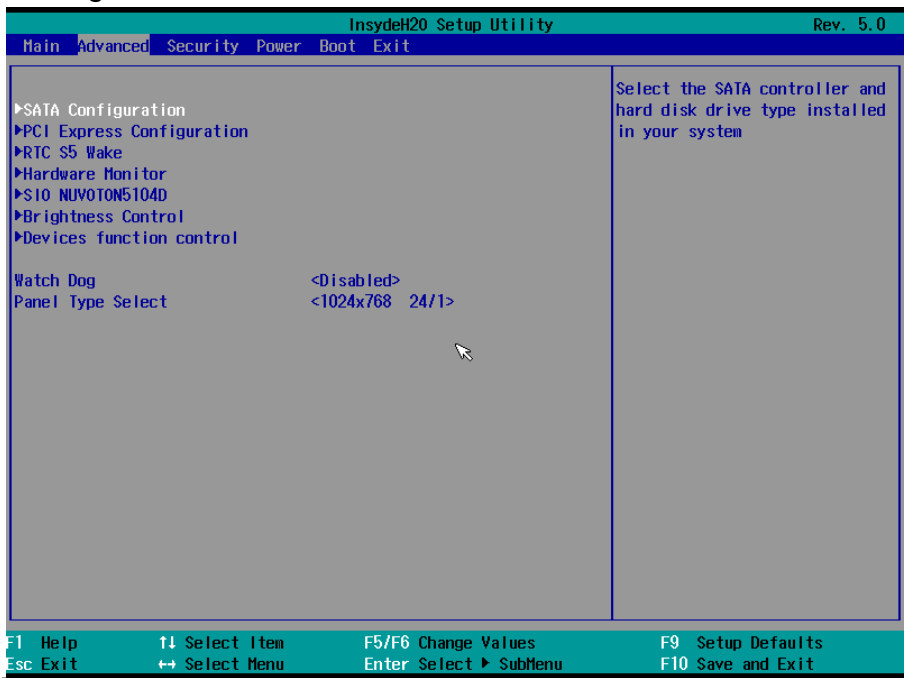 InsydeH20 Setup Utility Rev. 5.0
Main Advanced Security Power Boot Exit
Select the SATA controller and
▶SATA Configuration hard disk drive type installed
▶PCI Express Configuration in your system
▶RTC S5 Wake
▶Hardware Monitor
▶SIO NUVOTON5104D
▶Brightness Control
▶Devices function control
Watch Dog <Disabled>
Panel Type Select <1024x768 24/1>
F1 Help ↑↓ Select Item F5/F6 Change Values F9 Setup Defaults
Esc Exit ↔ Select Menu Enter Select ▶ SubMenu F10 Save and Exit